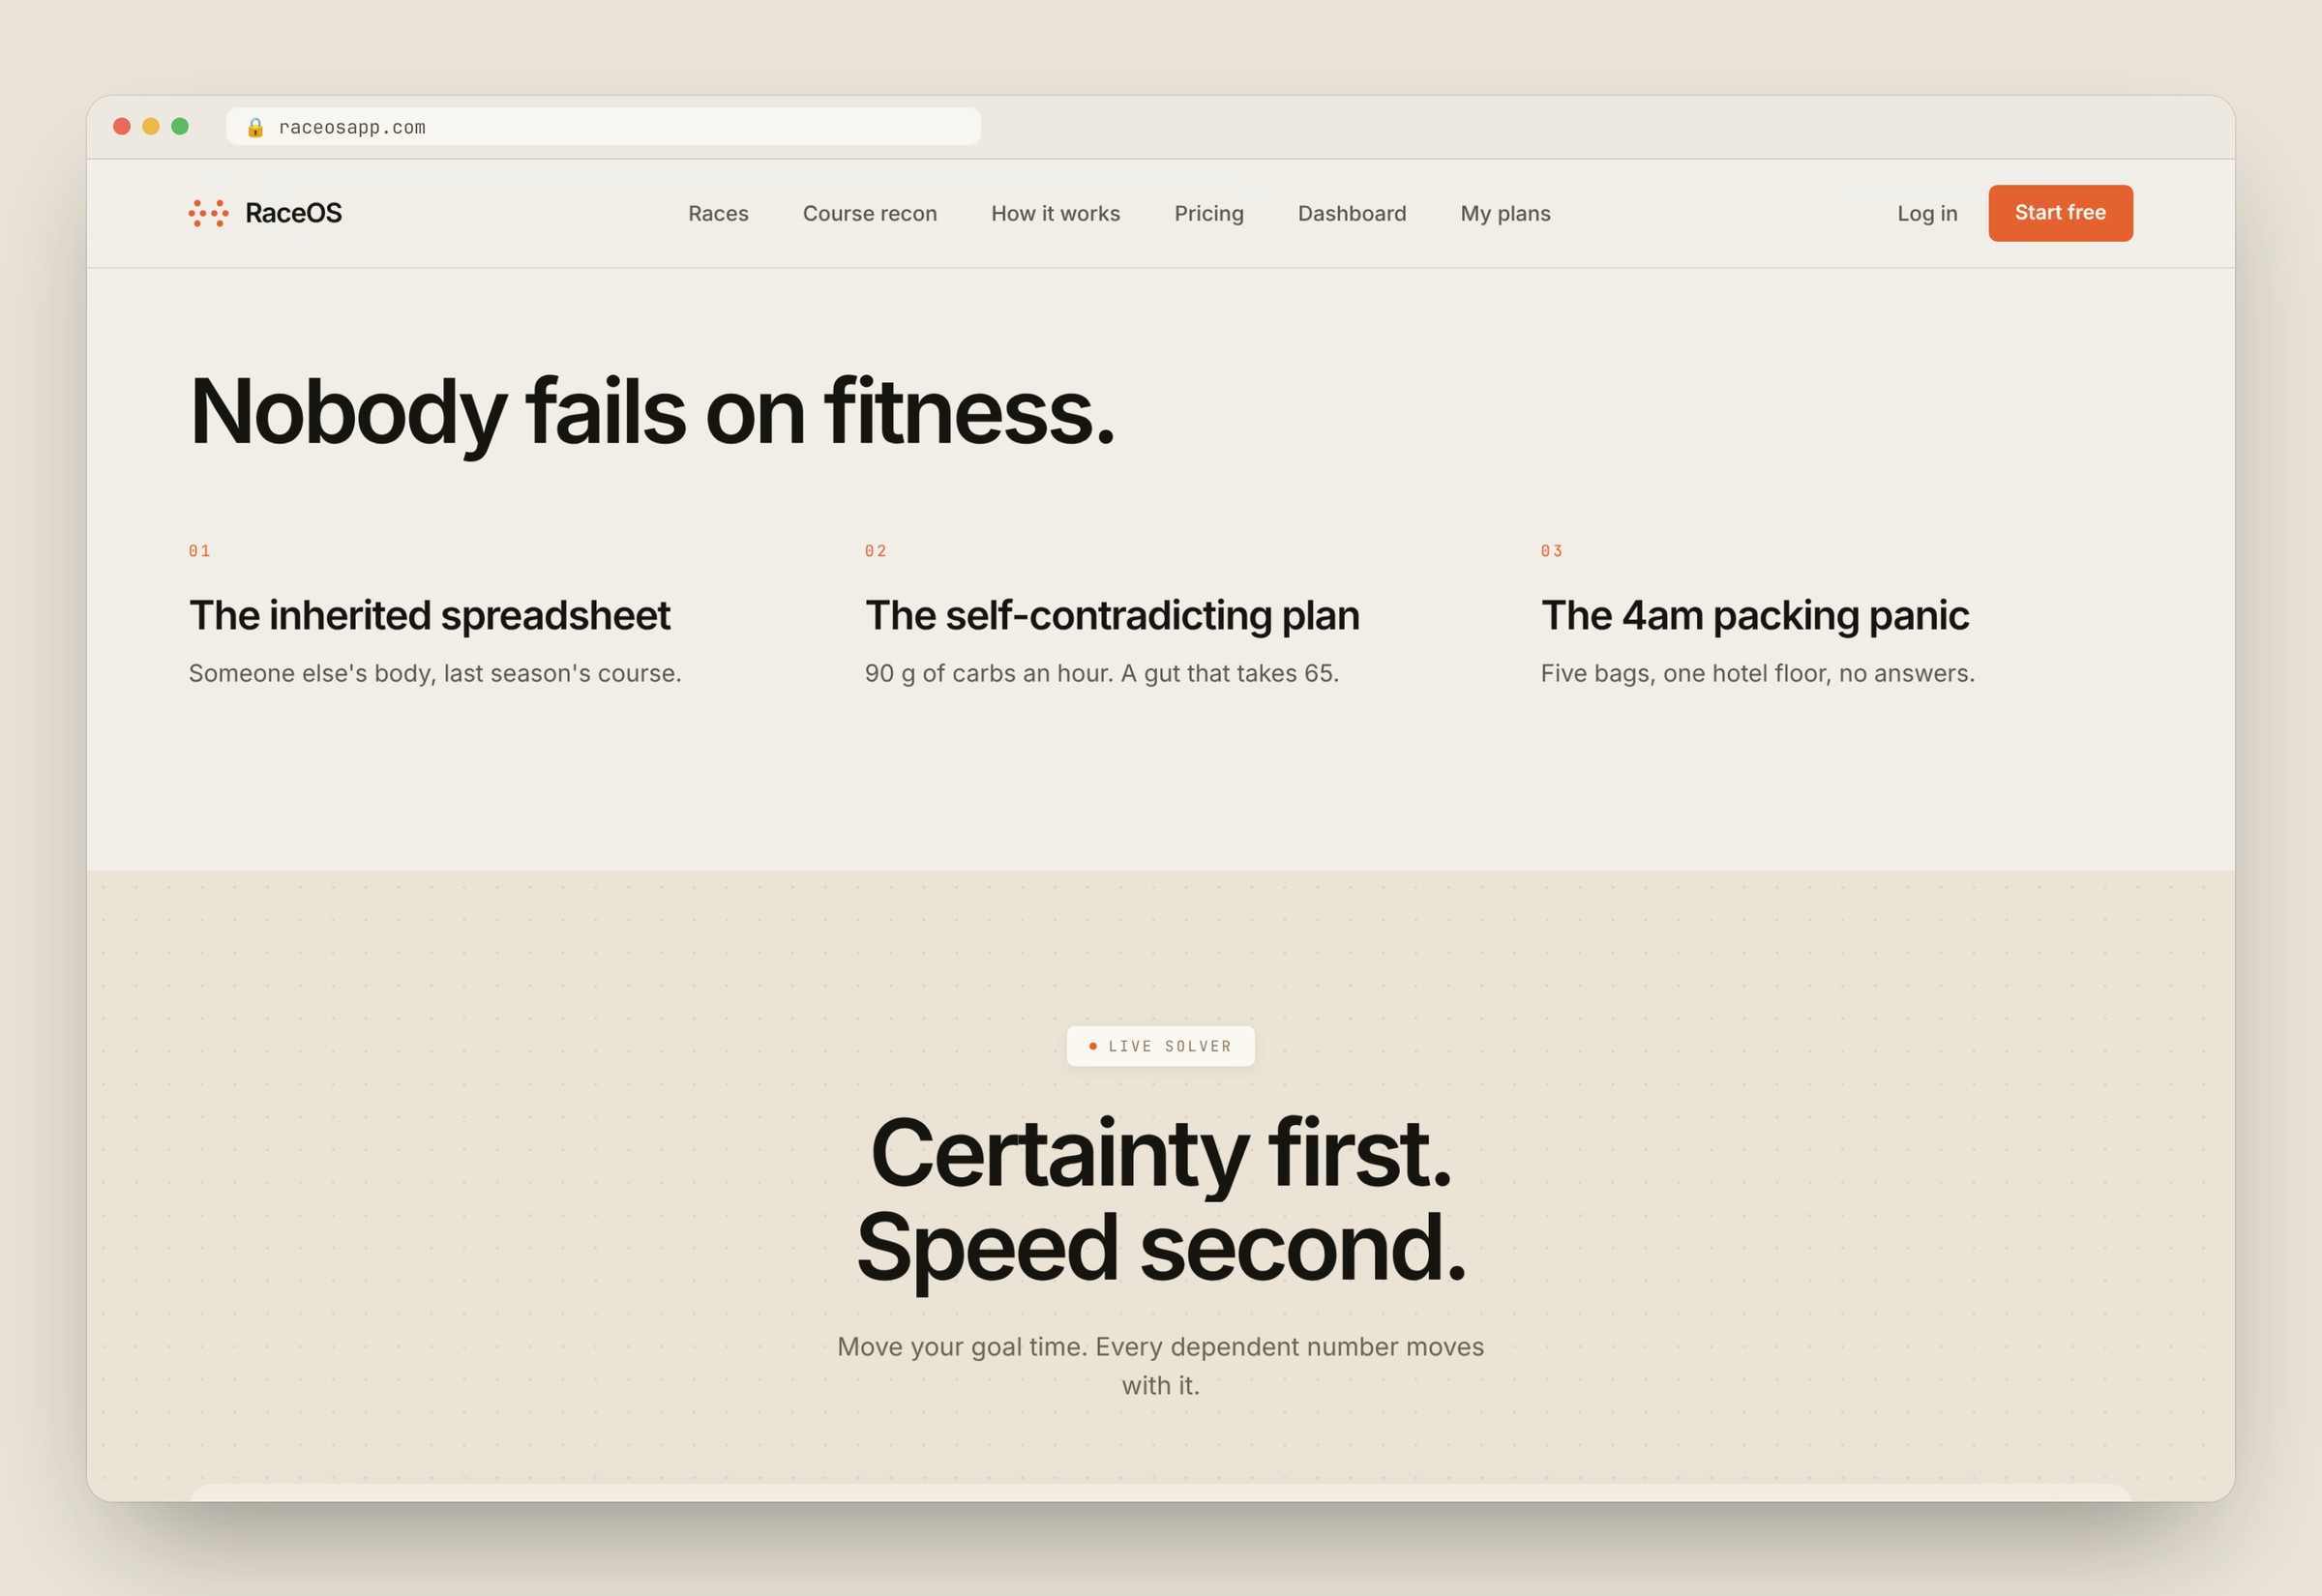 raceosapp.com
RaceOS
Races
Course recon
How it works
Pricing
Dashboard
My plans
Log in
Start free
Nobody fails on fitness.
01
The inherited spreadsheet
Someone else's body, last season's course.
02
The self-contradicting plan
90 g of carbs an hour. A gut that takes 65.
03
The 4am packing panic
Five bags, one hotel floor, no answers.
LIVE SOLVER
Certainty first.
Speed second.
Move your goal time. Every dependent number moves
with it.